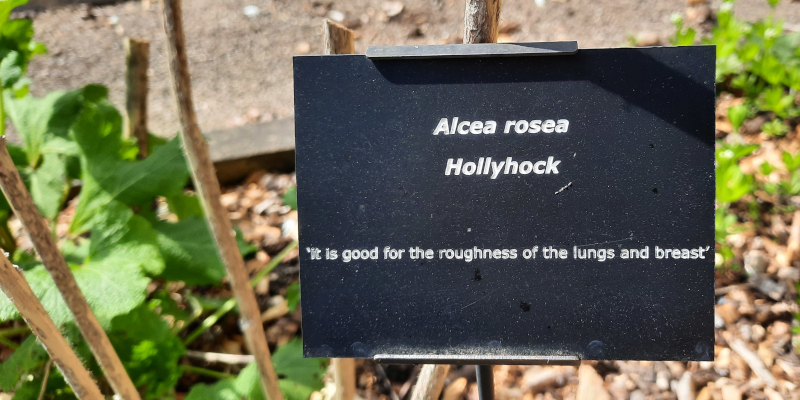 Alcea rosea
Hollyhock
‘It is good for the roughness of the lungs and breast’